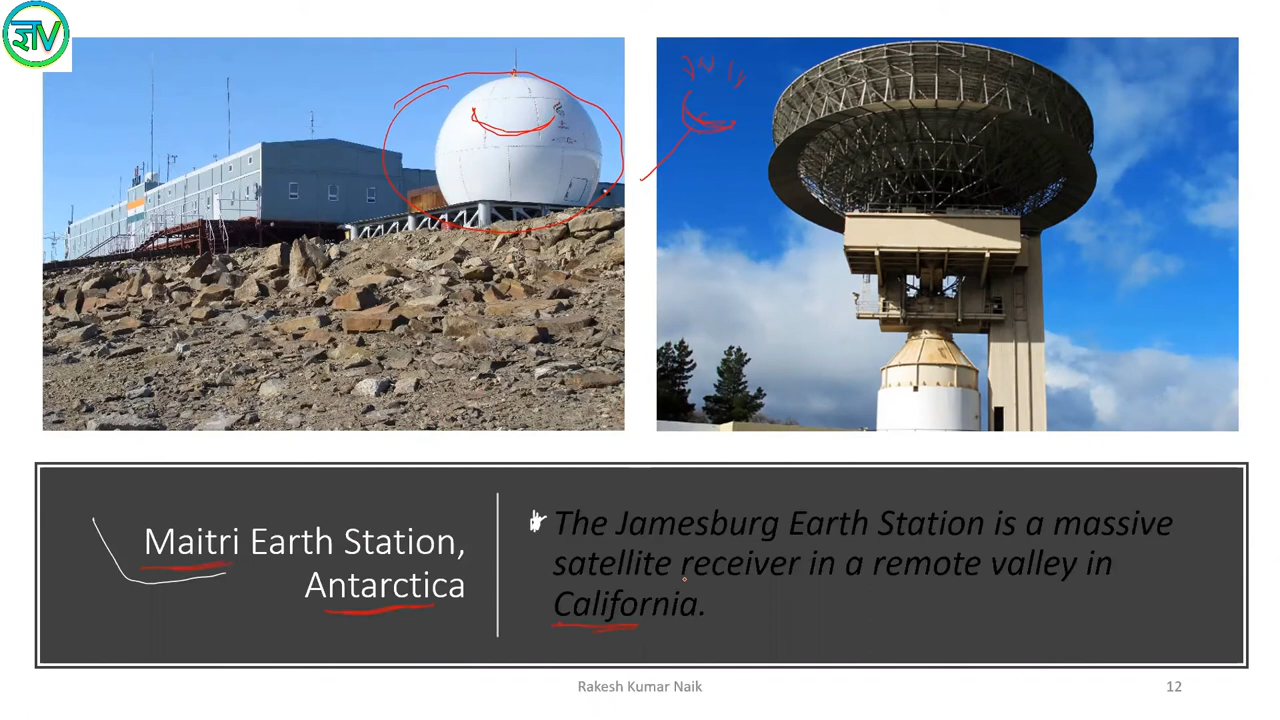 ज्ञV
Maitri Earth Station,
Antarctica
The Jamesburg Earth Station is a massive
satellite receiver in a remote valley in
California.
Rakesh Kumar Naik
12